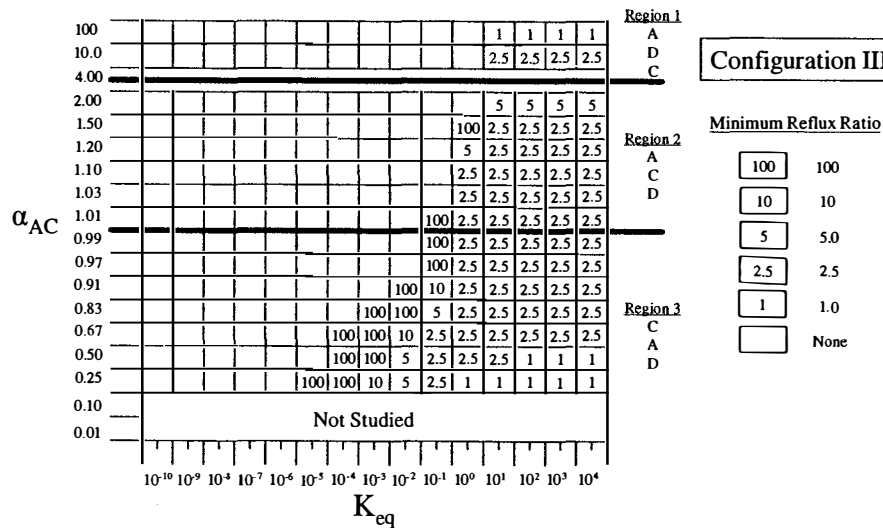 Region 1
A
D
C
Configuration III
100 1 1 1 1
10.0 2.5 2.5 2.5 2.5
4.00
2.00 5 5 5 5
1.50 100 2.5 2.5 2.5 2.5
1.20 5 2.5 2.5 2.5 2.5
1.10 2.5 2.5 2.5 2.5 2.5
1.03 2.5 2.5 2.5 2.5 2.5
1.01 100 2.5 2.5 2.5 2.5 2.5
0.99 100 2.5 2.5 2.5 2.5 2.5
0.97 100 2.5 2.5 2.5 2.5 2.5
0.91 100 10 2.5 2.5 2.5 2.5 2.5
0.83 100 100 5 2.5 2.5 2.5 2.5 2.5
0.67 100 100 10 2.5 2.5 2.5 2.5 2.5 2.5
0.50 100 100 5 2.5 2.5 2.5 1 1 1
0.25 100 100 10 5 2.5 1 1 1 1 1
0.10
0.01
Not Studied
α_AC
Region 2
A
C
D
Region 3
C
A
D
Minimum Reflux Ratio
100 100
10 10
5 5.0
2.5 2.5
1 1.0
None
10⁻¹⁰ 10⁻⁹ 10⁻⁸ 10⁻⁷ 10⁻⁶ 10⁻⁵ 10⁻⁴ 10⁻³ 10⁻² 10⁻¹ 10⁰ 10¹ 10² 10³ 10⁴
K_eq